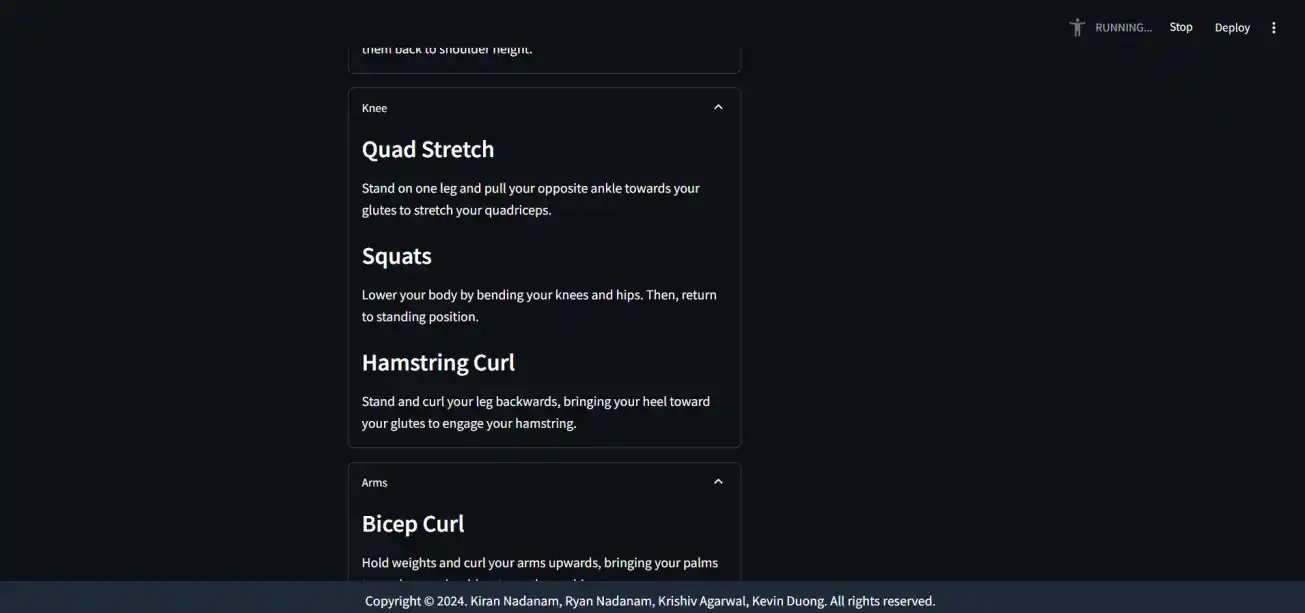 RUNNING...
Stop
Deploy
them back to shoulder height.
Knee
Quad Stretch
Stand on one leg and pull your opposite ankle towards your
glutes to stretch your quadriceps.
Squats
Lower your body by bending your knees and hips. Then, return
to standing position.
Hamstring Curl
Stand and curl your leg backwards, bringing your heel toward
your glutes to engage your hamstring.
Arms
Bicep Curl
Hold weights and curl your arms upwards, bringing your palms
Copyright © 2024. Kiran Nadanam, Ryan Nadanam, Krishiv Agarwal, Kevin Duong. All rights reserved.